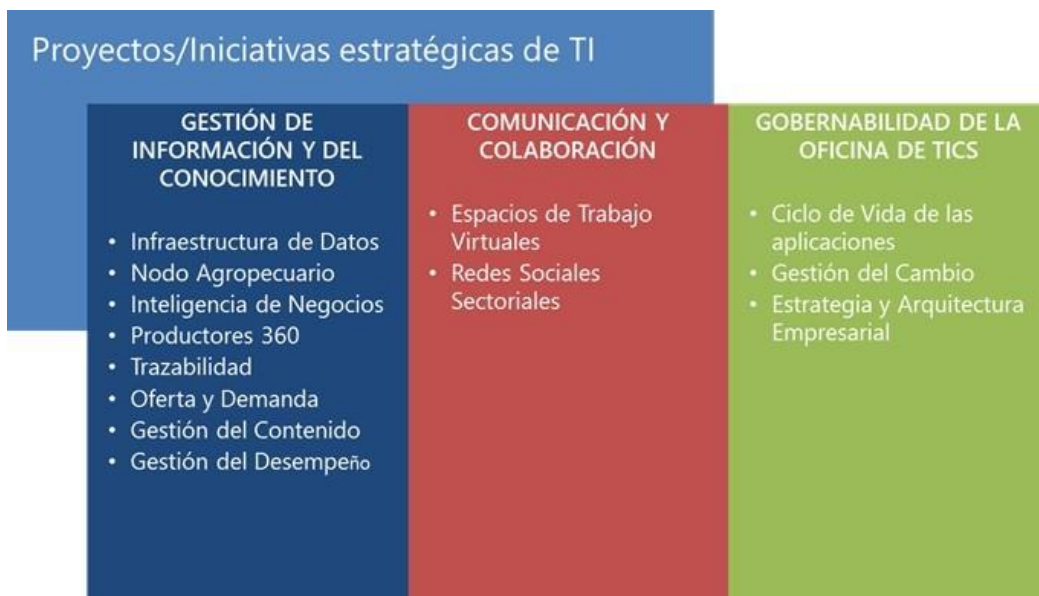 Proyectos/Iniciativas estratégicas de TI
GESTIÓN DE
INFORMACIÓN Y DEL
CONOCIMIENTO
• Infraestructura de Datos
• Nodo Agropecuario
• Inteligencia de Negocios
• Productores 360
• Trazabilidad
• Oferta y Demanda
• Gestión del Contenido
• Gestión del Desempeño
COMUNICACIÓN Y
COLABORACIÓN
• Espacios de Trabajo
Virtuales
• Redes Sociales
Sectoriales
GOBERNABILIDAD DE LA
OFICINA DE TICS
• Ciclo de Vida de las
aplicaciones
• Gestión del Cambio
• Estrategia y Arquitectura
Empresarial